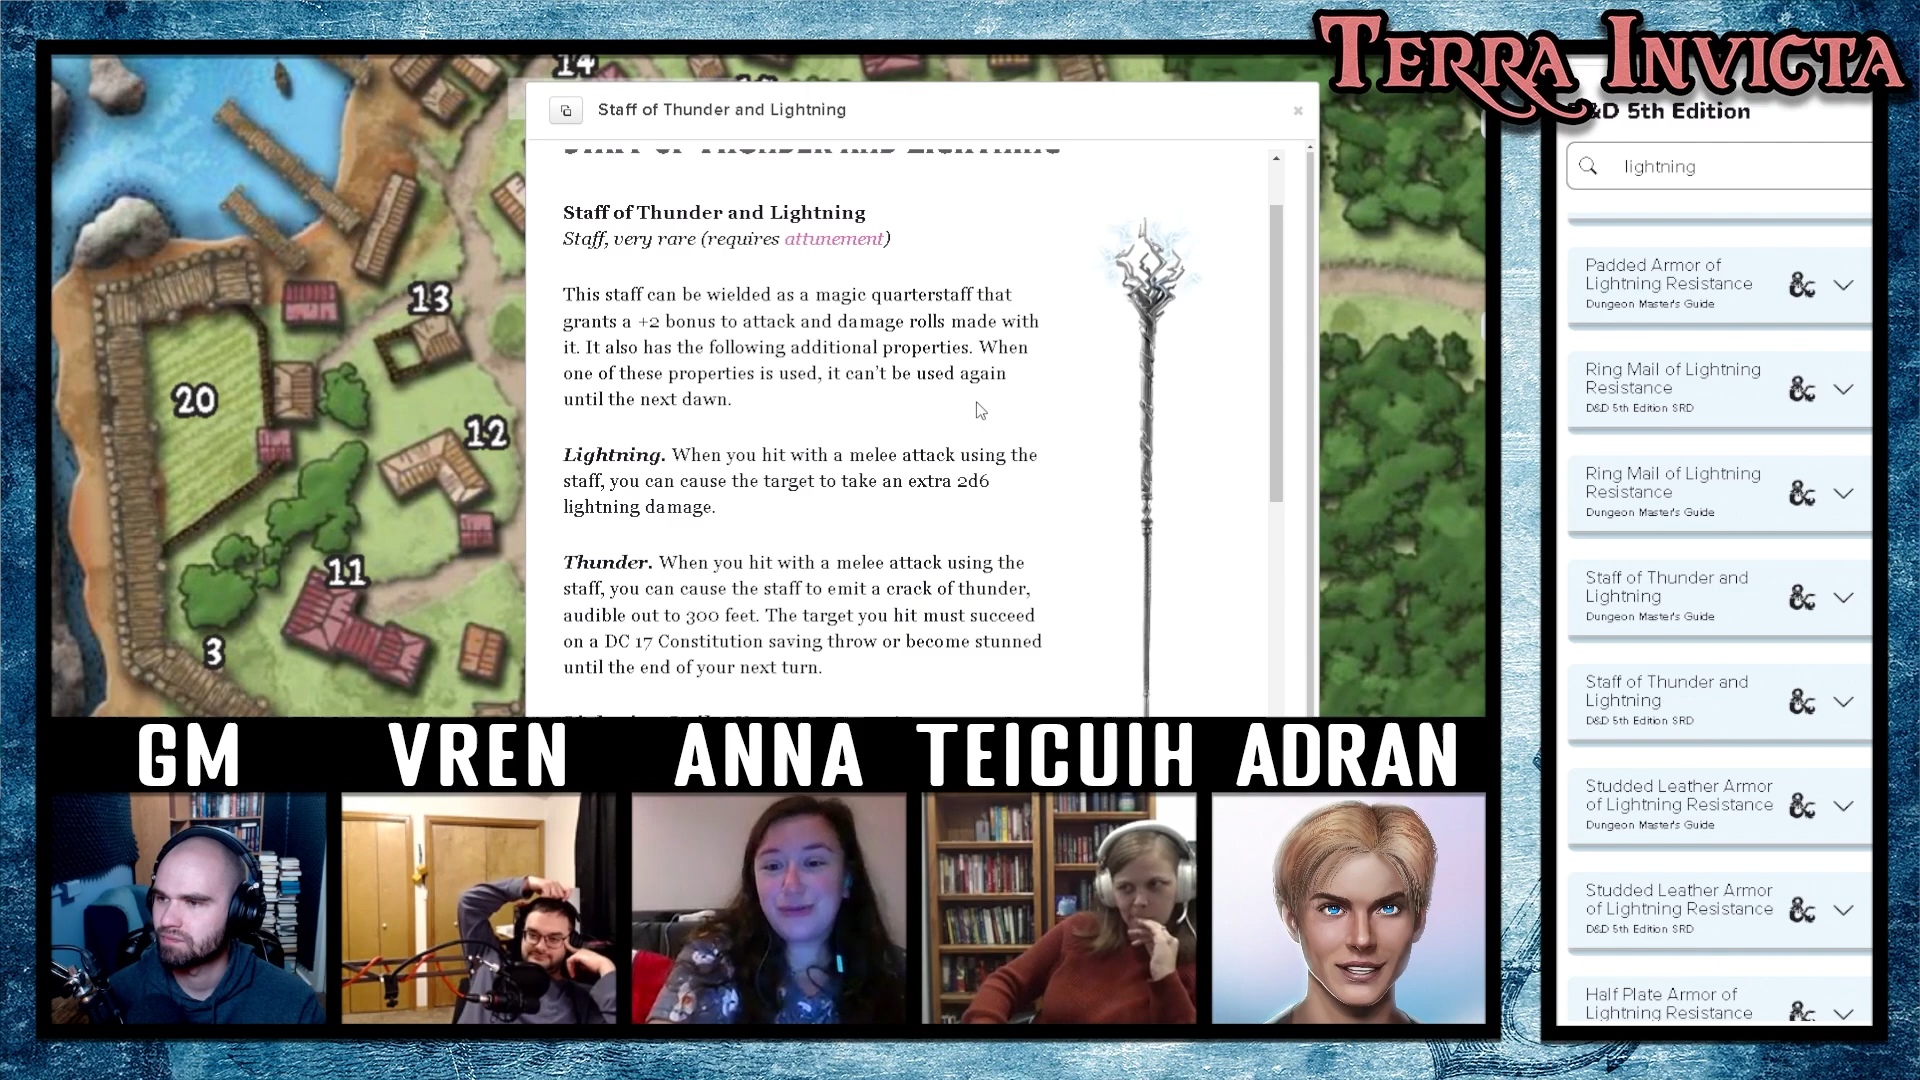 TERRA INVICTA
14
Staff of Thunder and Lightning
STAFF OF THUNDER AND LIGHTNING
Staff of Thunder and Lightning
Staff, very rare (requires attunement)
This staff can be wielded as a magic quarterstaff that
grants a +2 bonus to attack and damage rolls made with
it. It also has the following additional properties. When
one of these properties is used, it can't be used again
until the next dawn.
Lightning. When you hit with a melee attack using the
staff, you can cause the target to take an extra 2d6
lightning damage.
Thunder. When you hit with a melee attack using the
staff, you can cause the staff to emit a crack of thunder,
audible out to 300 feet. The target you hit must succeed
on a DC 17 Constitution saving throw or become stunned
until the end of your next turn.
13
20
12
11
3
D&D 5th Edition
lightning
Padded Armor of
Lightning Resistance
Dungeon Master's Guide
Ring Mail of Lightning
Resistance
D&D 5th Edition SRD
Ring Mail of Lightning
Resistance
Dungeon Master's Guide
Staff of Thunder and
Lightning
Dungeon Master's Guide
Staff of Thunder and
Lightning
D&D 5th Edition SRD
Studded Leather Armor
of Lightning Resistance
Dungeon Master's Guide
Studded Leather Armor
of Lightning Resistance
D&D 5th Edition SRD
Half Plate Armor of
Lightning Resistance
GM
VREN
ANNA
TEICUIH
ADRAN